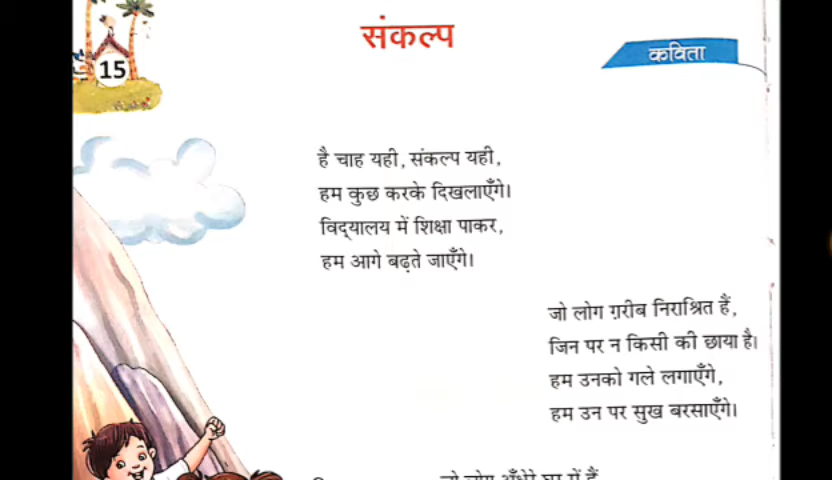 संकल्प
कविता
15
है चाह यही, संकल्प यही,
हम कुछ करके दिखलाएँगे।
विद्यालय में शिक्षा पाकर,
हम आगे बढ़ते जाएँगे।
जो लोग ग़रीब निराश्रित हैं,
जिन पर न किसी की छाया है।
हम उनको गले लगाएँगे,
हम उन पर सुख बरसाएँगे।
जो लोग अँधेरे घर में हैं